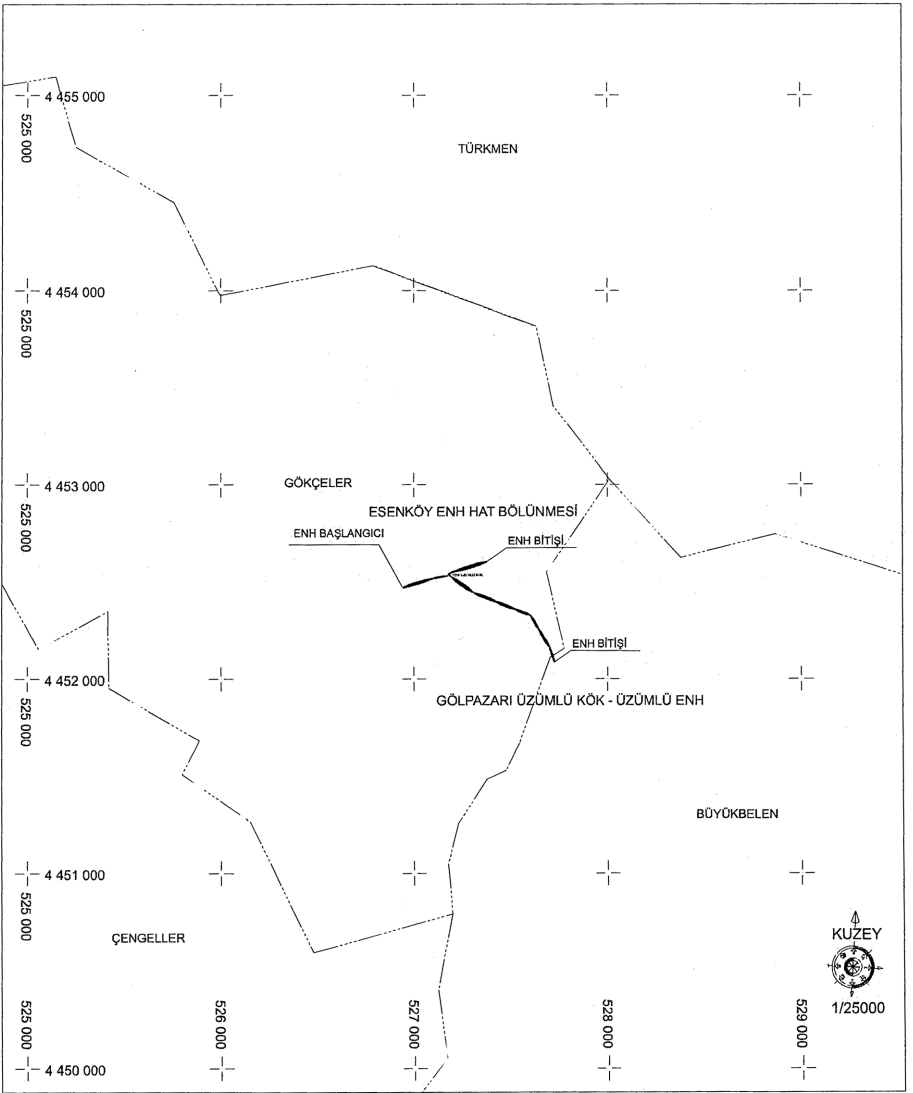 4 455 000
525 000
TÜRKMEN
4 454 000
525 000
4 453 000
525 000
GÖKÇELER
ESENKÖY ENH HAT BÖLÜNMESİ
ENH BAŞLANGICI
ENH BİTİŞİ
ENH BİTİŞİ
4 452 000
525 000
GÖLPAZARI ÜZÜMLÜ KÖK - ÜZÜMLÜ ENH
BÜYÜKBELEN
4 451 000
525 000
ÇENGELLER
KUZEY
1/25000
525 000
526 000
527 000
528 000
529 000
4 450 000